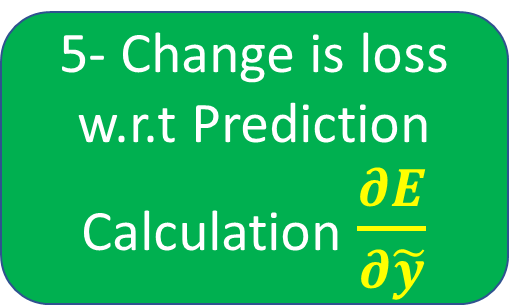 5- Change is loss
w.r.t Prediction
Calculation ∂E/∂ỹ